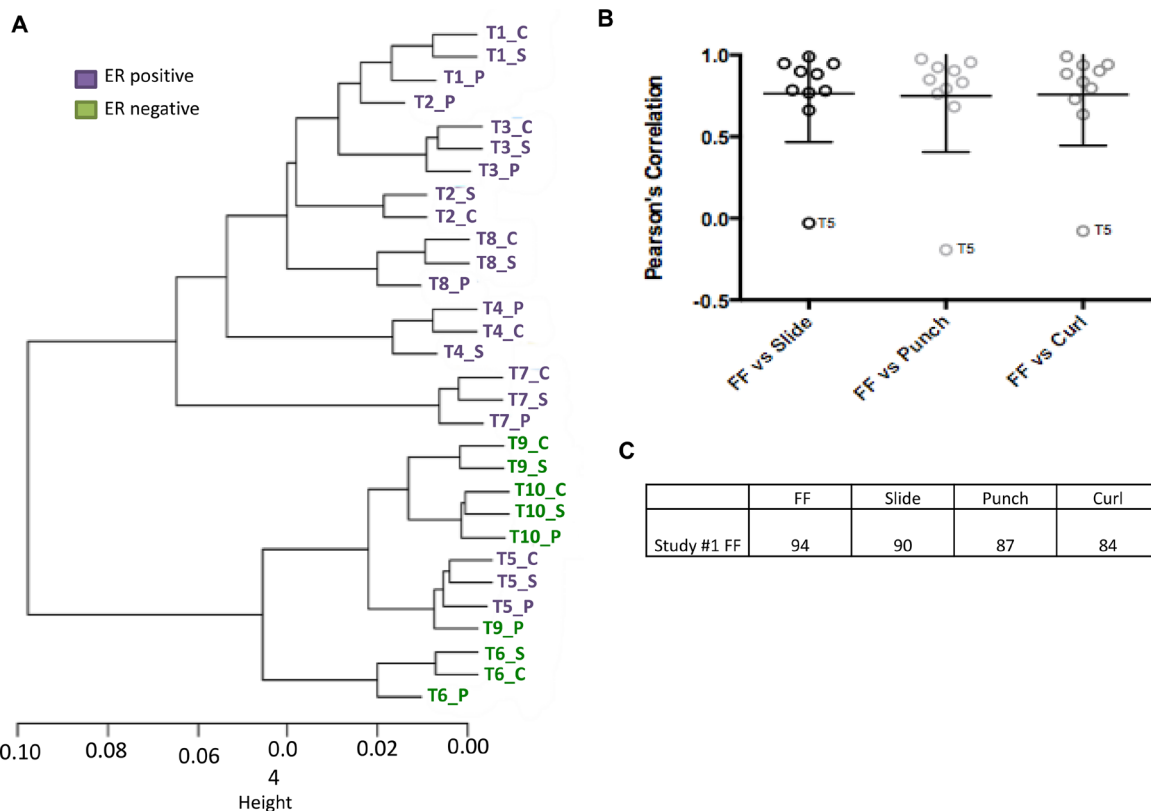 A
ER positive
ER negative
T1_C
T1_S
T1_P
T2_P
T3_C
T3_S
T3_P
T2_S
T2_C
T8_C
T8_S
T8_P
T4_P
T4_C
T4_S
T7_C
T7_S
T7_P
T9_C
T9_S
T10_C
T10_S
T10_P
T5_C
T5_S
T5_P
T9_P
T6_S
T6_C
T6_P
0.10 0.08 0.06 0.0 0.02 0.00
4
Height
B
Pearson's Correlation
1.0
0.5
0.0
-0.5
T5
T5
T5
FF vs Slide
FF vs Punch
FF vs Curl
C
FF Slide Punch Curl
Study #1 FF 94 90 87 84